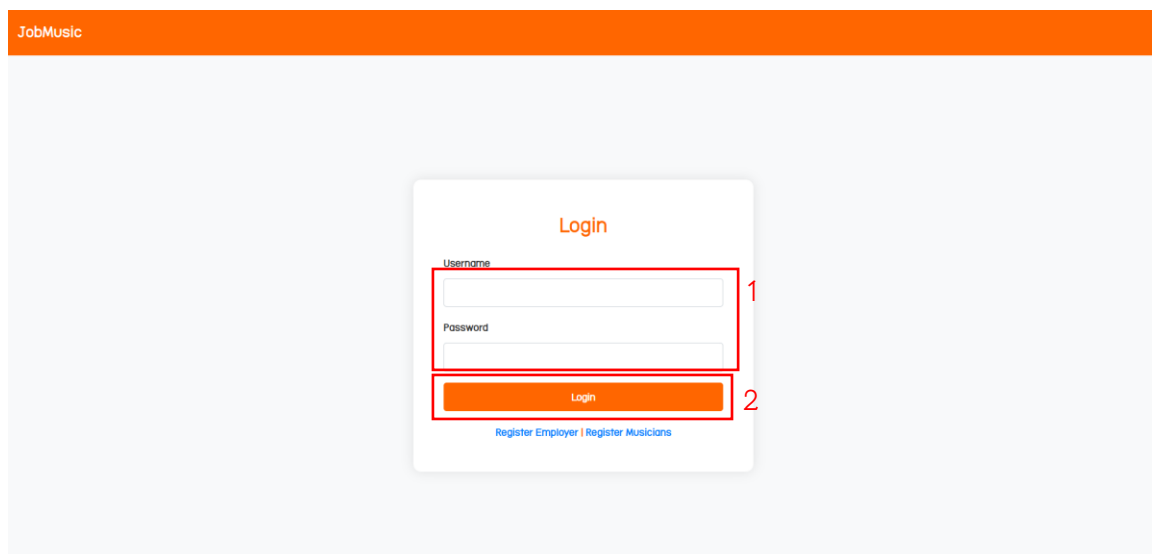 JobMusic
Login
Username
1
Password
Login
2
Register Employer | Register Musicians